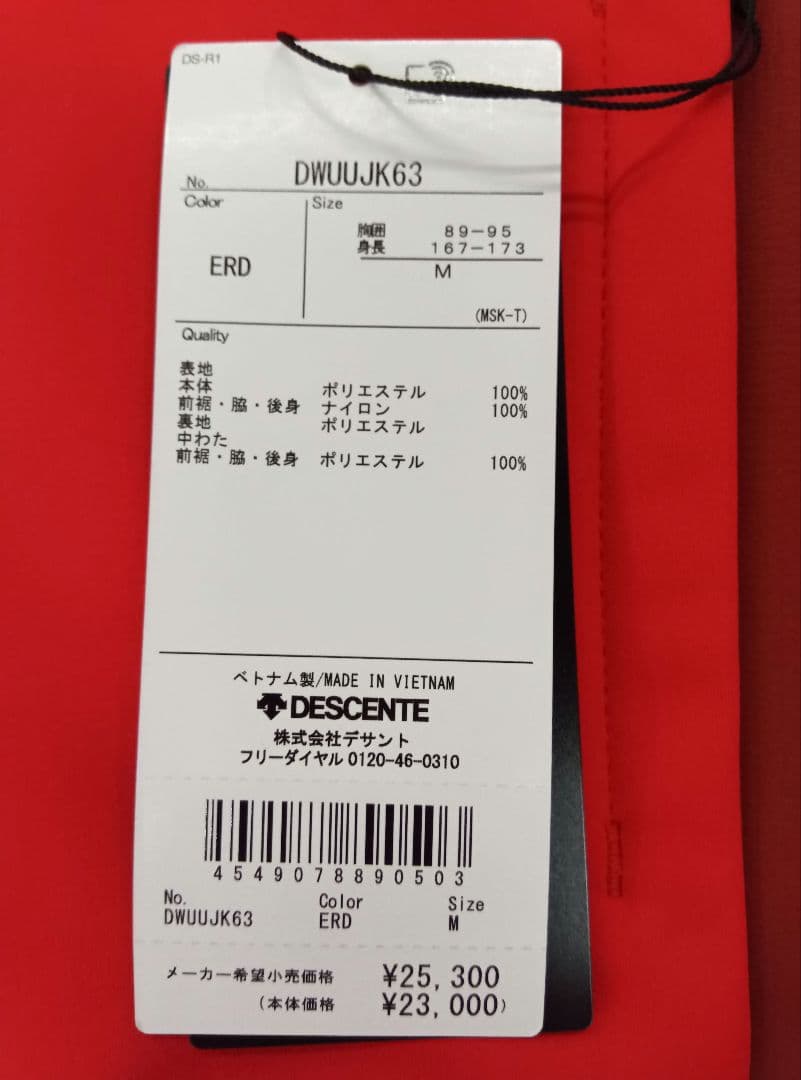 DS-R1
No. DWUUJK63
Color Size
胸囲 89-95
身長 167-173
ERD M
(MSK-T)
Quality
表地
本体 ポリエステル 100%
前裾・脇・後身 ナイロン 100%
裏地 ポリエステル
中わた
前裾・脇・後身 ポリエステル 100%
ベトナム製/MADE IN VIETNAM
DESCENTE
株式会社デサント
フリーダイヤル 0120-46-0310
4549078890503
No. Color Size
DWUUJK63 ERD M
メーカー希望小売価格 ¥25,300
(本体価格 ¥23,000)